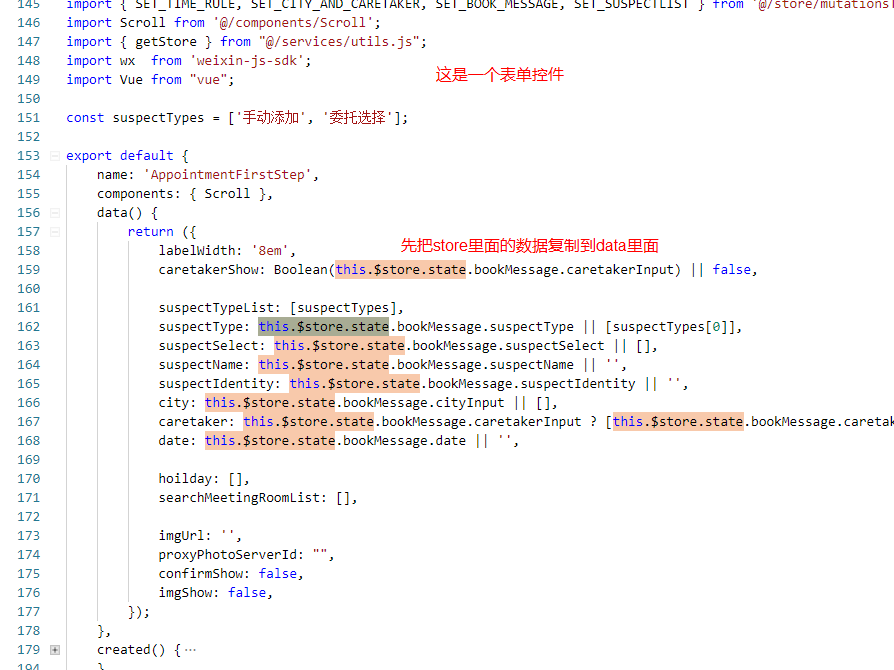 145 import { SET_TIME_RULE, SET_CITY_AND_CARETAKER, SET_BOOK_MESSAGE, SET_SUSPECTLIST } from '@/store/mutationsT
146 import Scroll from '@/components/Scroll';
147 import { getStore } from "@/services/utils.js";
148 import wx  from 'weixin-js-sdk';
149 import Vue from "vue";
这是一个表单控件
150
151 const suspectTypes = ['手动添加', '委托选择'];
152
153 export default {
154 name: 'AppointmentFirstStep',
155 components: { Scroll },
156 data() {
157 return ({
158 labelWidth: '8em',
先把store里面的数据复制到data里面
159 caretakerShow: Boolean(this.$store.state.bookMessage.caretakerInput) || false,
160
161 suspectTypeList: [suspectTypes],
162 suspectType: this.$store.state.bookMessage.suspectType || [suspectTypes[0]],
163 suspectSelect: this.$store.state.bookMessage.suspectSelect || [],
164 suspectName: this.$store.state.bookMessage.suspectName || '',
165 suspectIdentity: this.$store.state.bookMessage.suspectIdentity || '',
166 city: this.$store.state.bookMessage.cityInput || [],
167 caretaker: this.$store.state.bookMessage.caretakerInput ? [this.$store.state.bookMessage.caretak
168 date: this.$store.state.bookMessage.date || '',
169
170 hoilday: [],
171 searchMeetingRoomList: [],
172
173 imgUrl: '',
174 proxyPhotoServerId: "",
175 confirmShow: false,
176 imgShow: false,
177 });
178 },
179 created() {···
194 }